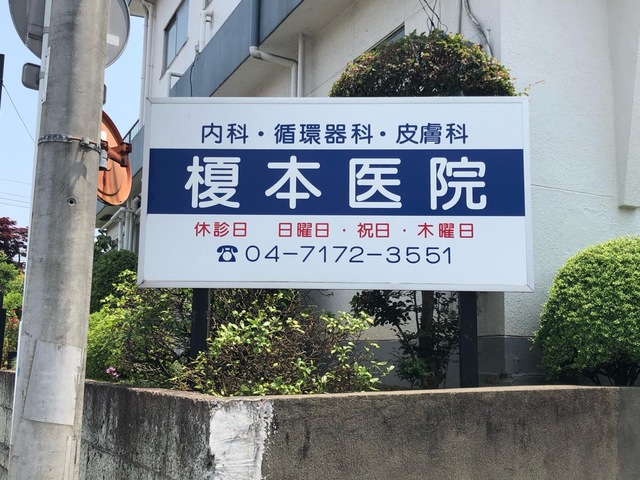 内科・循環器科・皮膚科
榎本医院
休診日 日曜日・祝日・木曜日
☎04-7172-3551